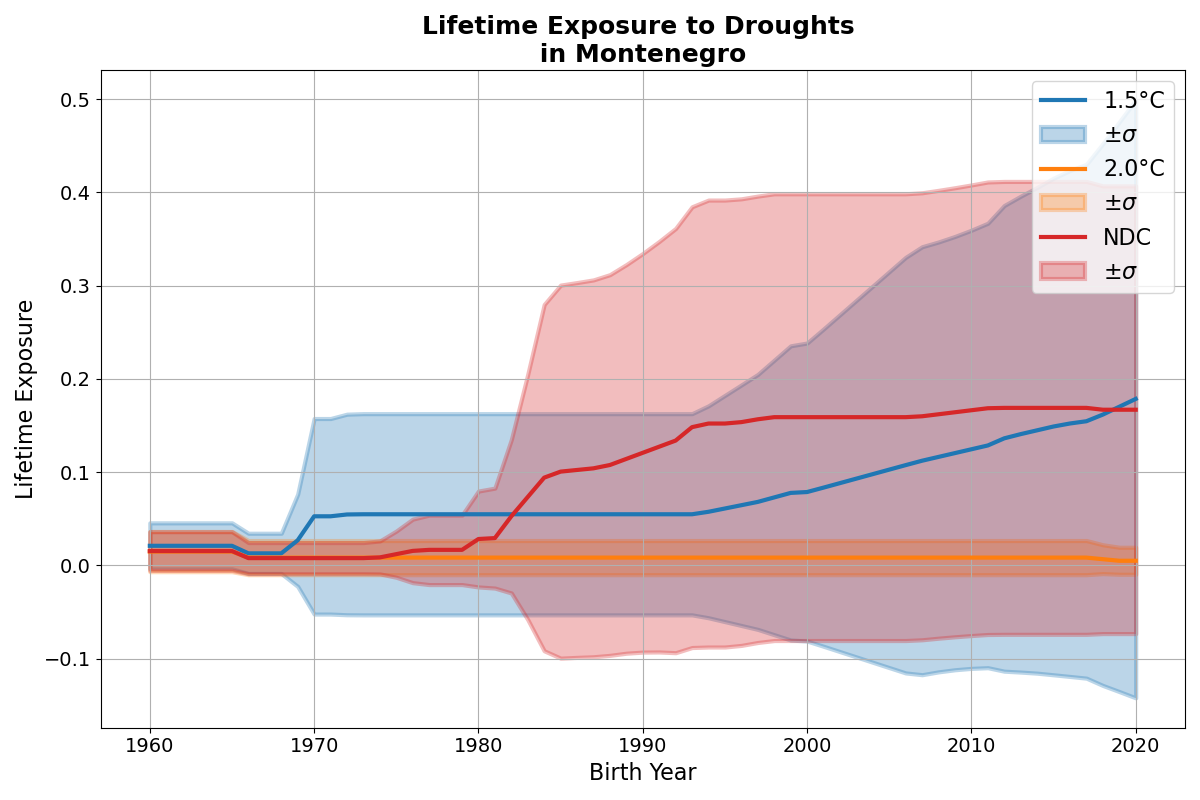 Lifetime Exposure to Droughts
in Montenegro
Lifetime Exposure
0.5
0.4
0.3
0.2
0.1
0.0
−0.1
1960
1970
1980
1990
2000
2010
2020
Birth Year
1.5°C
±σ
2.0°C
±σ
NDC
±σ